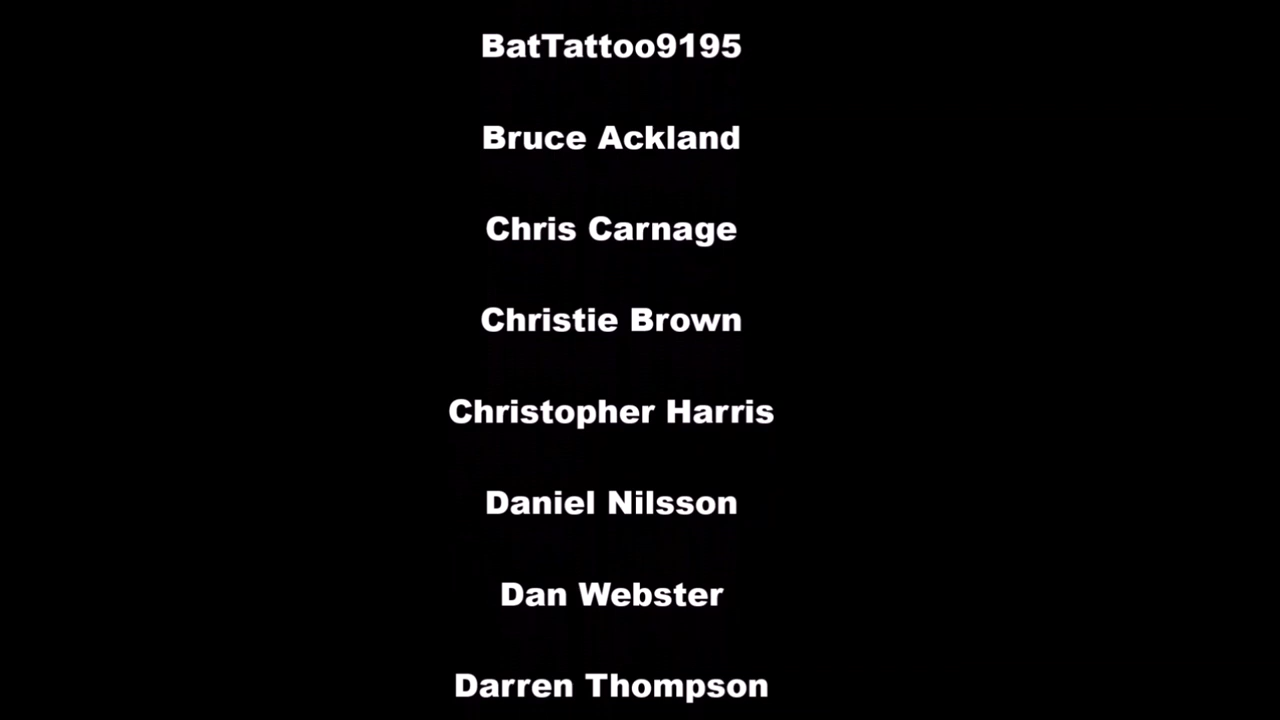 BatTattoo9195
Bruce Ackland
Chris Carnage
Christie Brown
Christopher Harris
Daniel Nilsson
Dan Webster
Darren Thompson